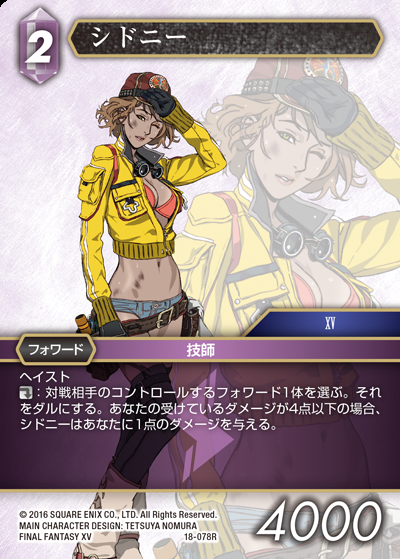 2
シドニー
XV
フォワード
技師
ヘイスト
：対戦相手のコントロールするフォワード1体を選ぶ。それ
をダルにする。あなたの受けているダメージが4点以下の場合、
シドニーはあなたに1点のダメージを与える。
© 2016 SQUARE ENIX CO., LTD. All Rights Reserved.
MAIN CHARACTER DESIGN: TETSUYA NOMURA
FINAL FANTASY XV
18-078R
4000